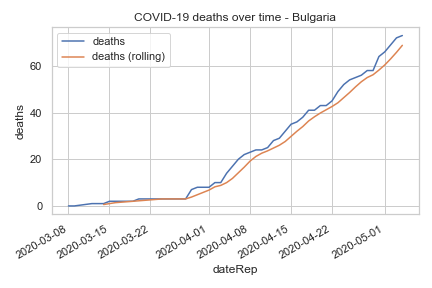 COVID-19 deaths over time - Bulgaria
deaths
deaths (rolling)
deaths
60
40
20
0
2020-03-08
2020-03-15
2020-03-22
2020-04-01
2020-04-08
2020-04-15
2020-04-22
2020-05-01
dateRep